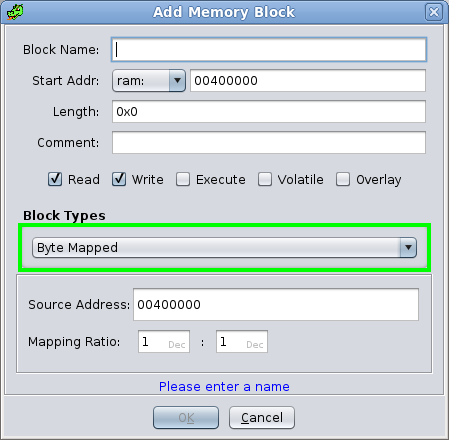 Add Memory Block
Block Name:
Start Addr: ram: 00400000
Length: 0x0
Comment:
Read Write Execute Volatile Overlay
Block Types
Byte Mapped
Source Address: 00400000
Mapping Ratio: 1 Dec : 1 Dec
Please enter a name
OK Cancel